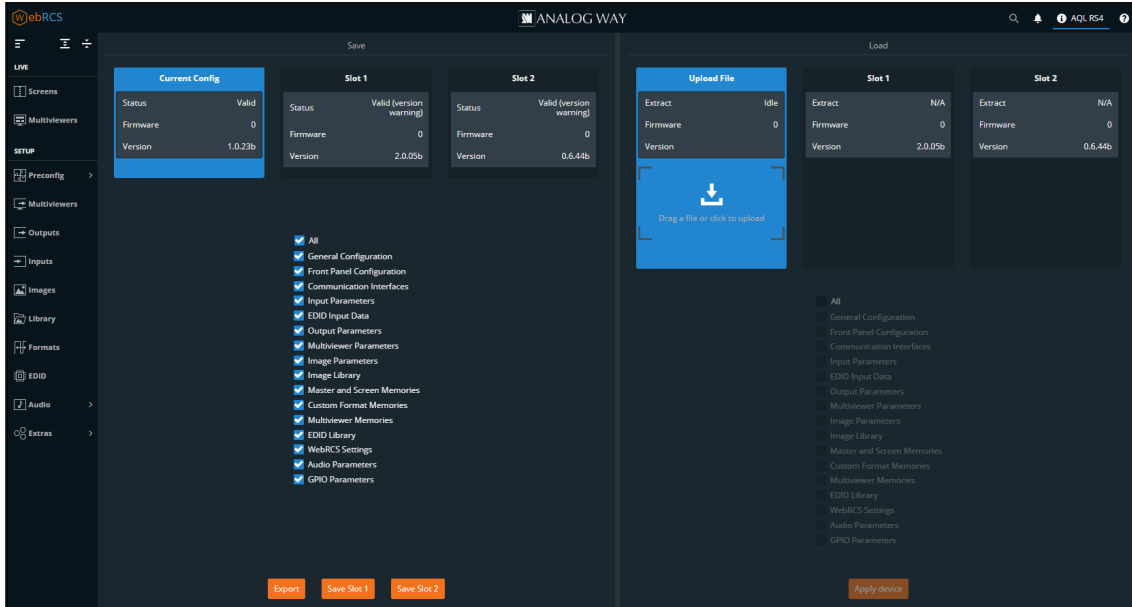 WebRCS
ANALOG WAY
AQL RS4
Save
Load
LIVE
Screens
Multiviewers
SETUP
Preconfig
Multiviewers
Outputs
Inputs
Images
Library
Formats
EDID
Audio
Extras
Current Config
Status Valid
Firmware 0
Version 1.0.23b
Slot 1
Status Valid (version
warning)
Firmware 0
Version 2.0.05b
Slot 2
Status Valid (version
warning)
Firmware 0
Version 0.6.44b
All
General Configuration
Front Panel Configuration
Communication Interfaces
Input Parameters
EDID Input Data
Output Parameters
Multiviewer Parameters
Image Parameters
Image Library
Master and Screen Memories
Custom Format Memories
Multiviewer Memories
EDID Library
WebRCS Settings
Audio Parameters
GPIO Parameters
Export
Save Slot 1
Save Slot 2
Upload File
Extract Idle
Firmware 0
Version
Drag a file or click to upload
Slot 1
Extract N/A
Firmware 0
Version 2.0.05b
Slot 2
Extract N/A
Firmware 0
Version 0.6.44b
All
General Configuration
Front Panel Configuration
Communication Interfaces
Input Parameters
EDID Input Data
Output Parameters
Multiviewer Parameters
Image Parameters
Image Library
Master and Screen Memories
Custom Format Memories
Multiviewer Memories
EDID Library
WebRCS Settings
Audio Parameters
GPIO Parameters
Apply device